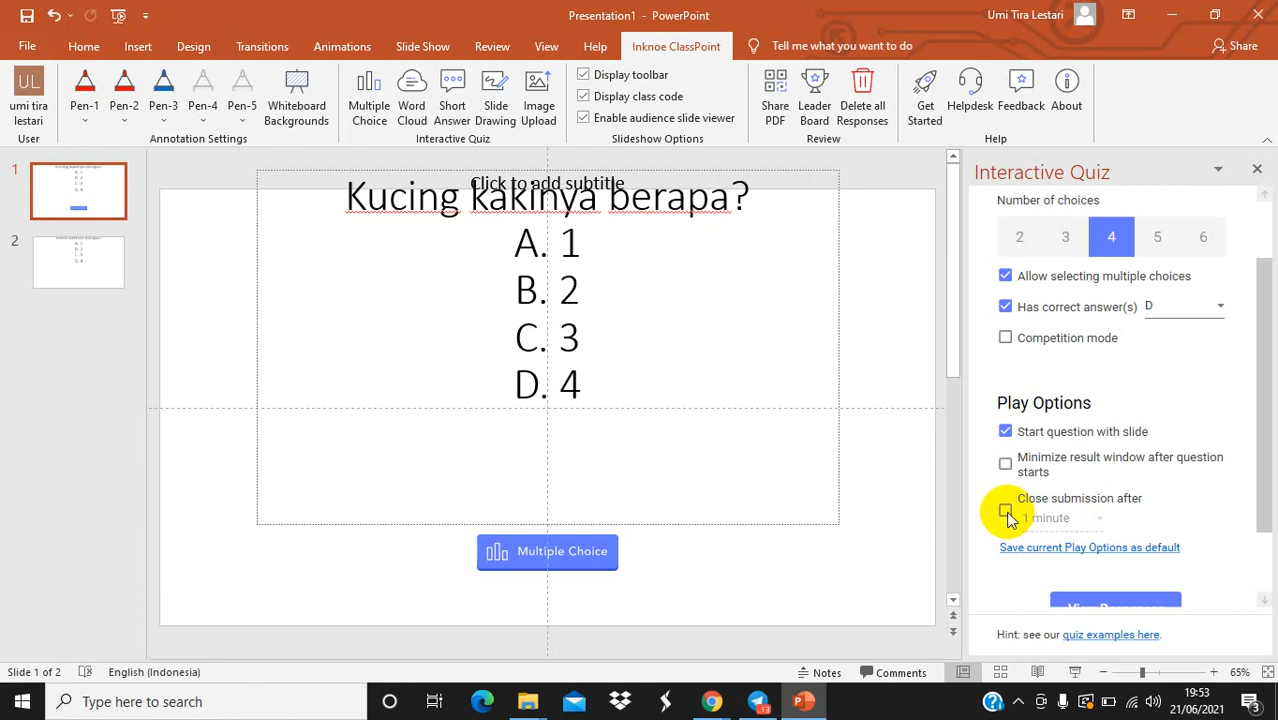 Presentation1 - PowerPoint
Umi Tira Lestari
File
Home
Insert
Design
Transitions
Animations
Slide Show
Review
View
Help
Inknoe ClassPoint
Tell me what you want to do
Share
UL
umi tira
lestari
User
Pen-1
Pen-2
Pen-3
Pen-4
Pen-5
Whiteboard
Backgrounds
Annotation Settings
Multiple
Choice
Word
Cloud
Short
Answer
Slide
Drawing
Image
Upload
Interactive Quiz
Display toolbar
Display class code
Enable audience slide viewer
Slideshow Options
Share
PDF
Leader
Board
Delete all
Responses
Review
Get
Started
Helpdesk
Feedback
About
Help
1
2
Click to add subtitle
Kucing kakinya berapa?
A. 1
B. 2
C. 3
D. 4
Multiple Choice
Interactive Quiz
Number of choices
2
3
4
5
6
Allow selecting multiple choices
Has correct answer(s)
D
Competition mode
Play Options
Start question with slide
Minimize result window after question
starts
Close submission after
1 minute
Save current Play Options as default
Hint: see our quiz examples here.
Slide 1 of 2
English (Indonesia)
Notes
Comments
65%
Type here to search
13
19:53
21/06/2021
3